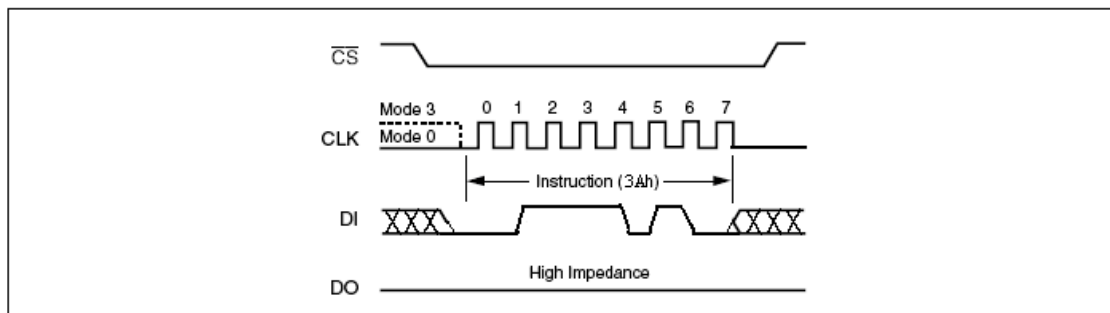 CS
Mode 3 0 1 2 3 4 5 6 7
CLK Mode 0
Instruction (3Ah)
DI
High Impedance
DO